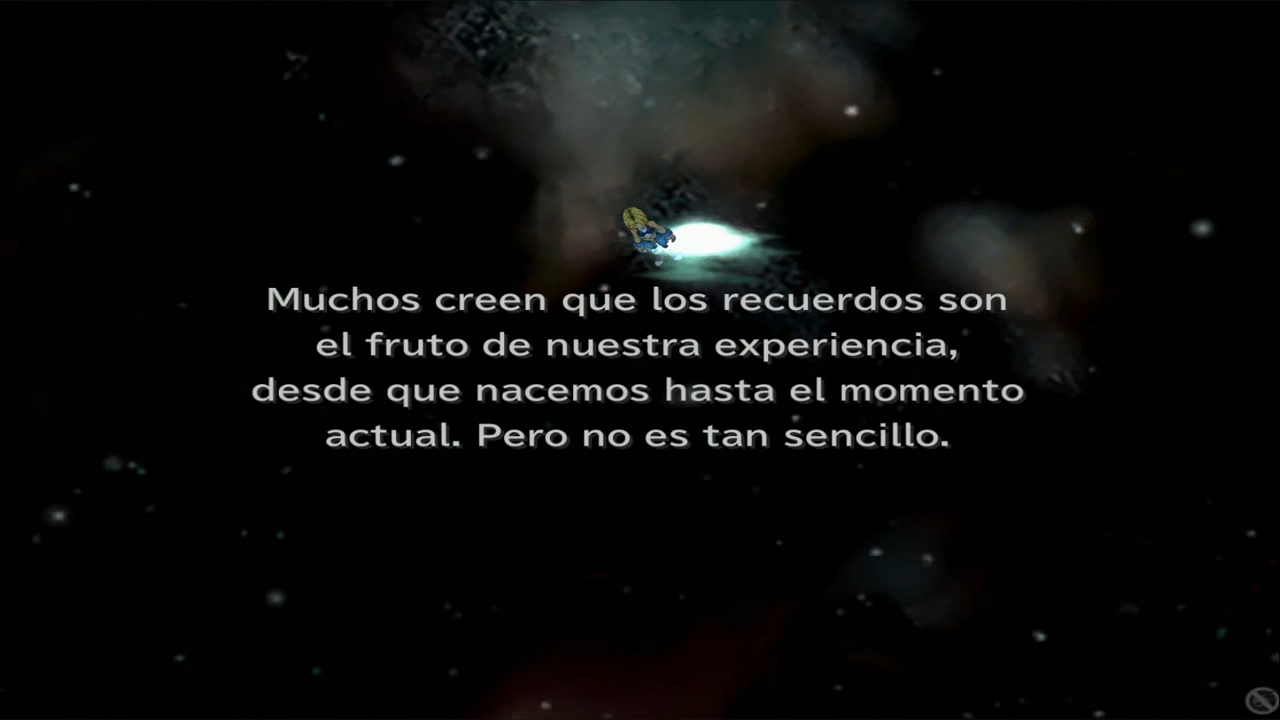 Muchos creen que los recuerdos son
el fruto de nuestra experiencia,
desde que nacemos hasta el momento
actual. Pero no es tan sencillo.